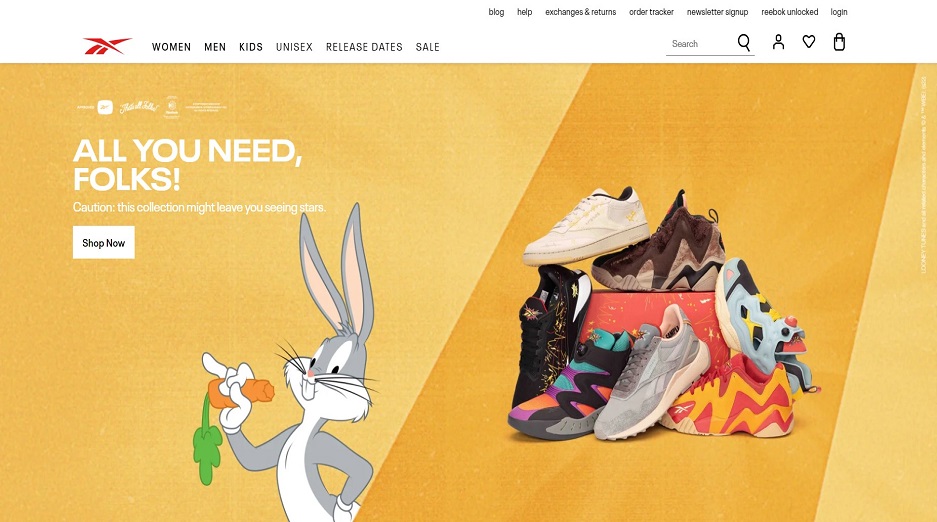 blog help exchanges & returns order tracker newsletter signup reebok unlocked login
WOMEN MEN KIDS UNISEX RELEASE DATES SALE
Search
That's all Folks!
ALL YOU NEED,
FOLKS!
Caution: this collection might leave you seeing stars.
Shop Now